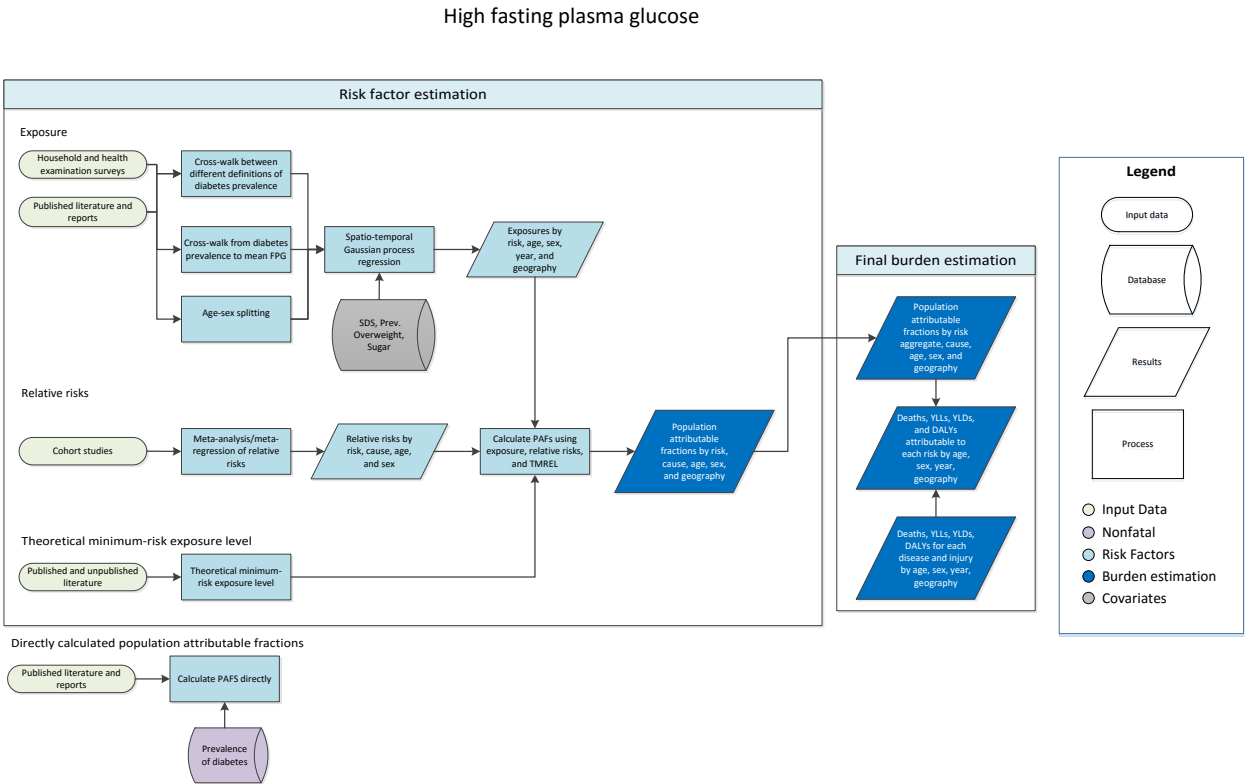 High fasting plasma glucose
Risk factor estimation
Exposure
Household and health
examination surveys
Published literature and
reports
Cross-walk between
different definitions of
diabetes prevalence
Cross-walk from diabetes
prevalence to mean FPG
Age-sex splitting
Spatio-temporal
Gaussian process
regression
SDS, Prev.
Overweight,
Sugar
Exposures by
risk, age, sex,
year, and
geography
Relative risks
Cohort studies
Meta-analysis/meta-
regression of relative
risks
Relative risks by
risk, cause, age,
and sex
Calculate PAFs using
exposure, relative risks,
and TMREL
Population
attributable
fractions by risk,
cause, age, sex,
and geography
Theoretical minimum-risk exposure level
Published and unpublished
literature
Theoretical minimum-
risk exposure level
Directly calculated population attributable fractions
Published literature and
reports
Calculate PAFS directly
Prevalence
of diabetes
Final burden estimation
Population
attributable
fractions by risk
aggregate, cause,
age, sex, and
geography
Deaths, YLLs, YLDs,
and DALYs
attributable to
each risk by age,
sex, year,
geography
Deaths, YLLs, YLDs,
DALYs for each
disease and injury
by age, sex, year,
geography
Legend
Input data
Database
Results
Process
Input Data
Nonfatal
Risk Factors
Burden estimation
Covariates